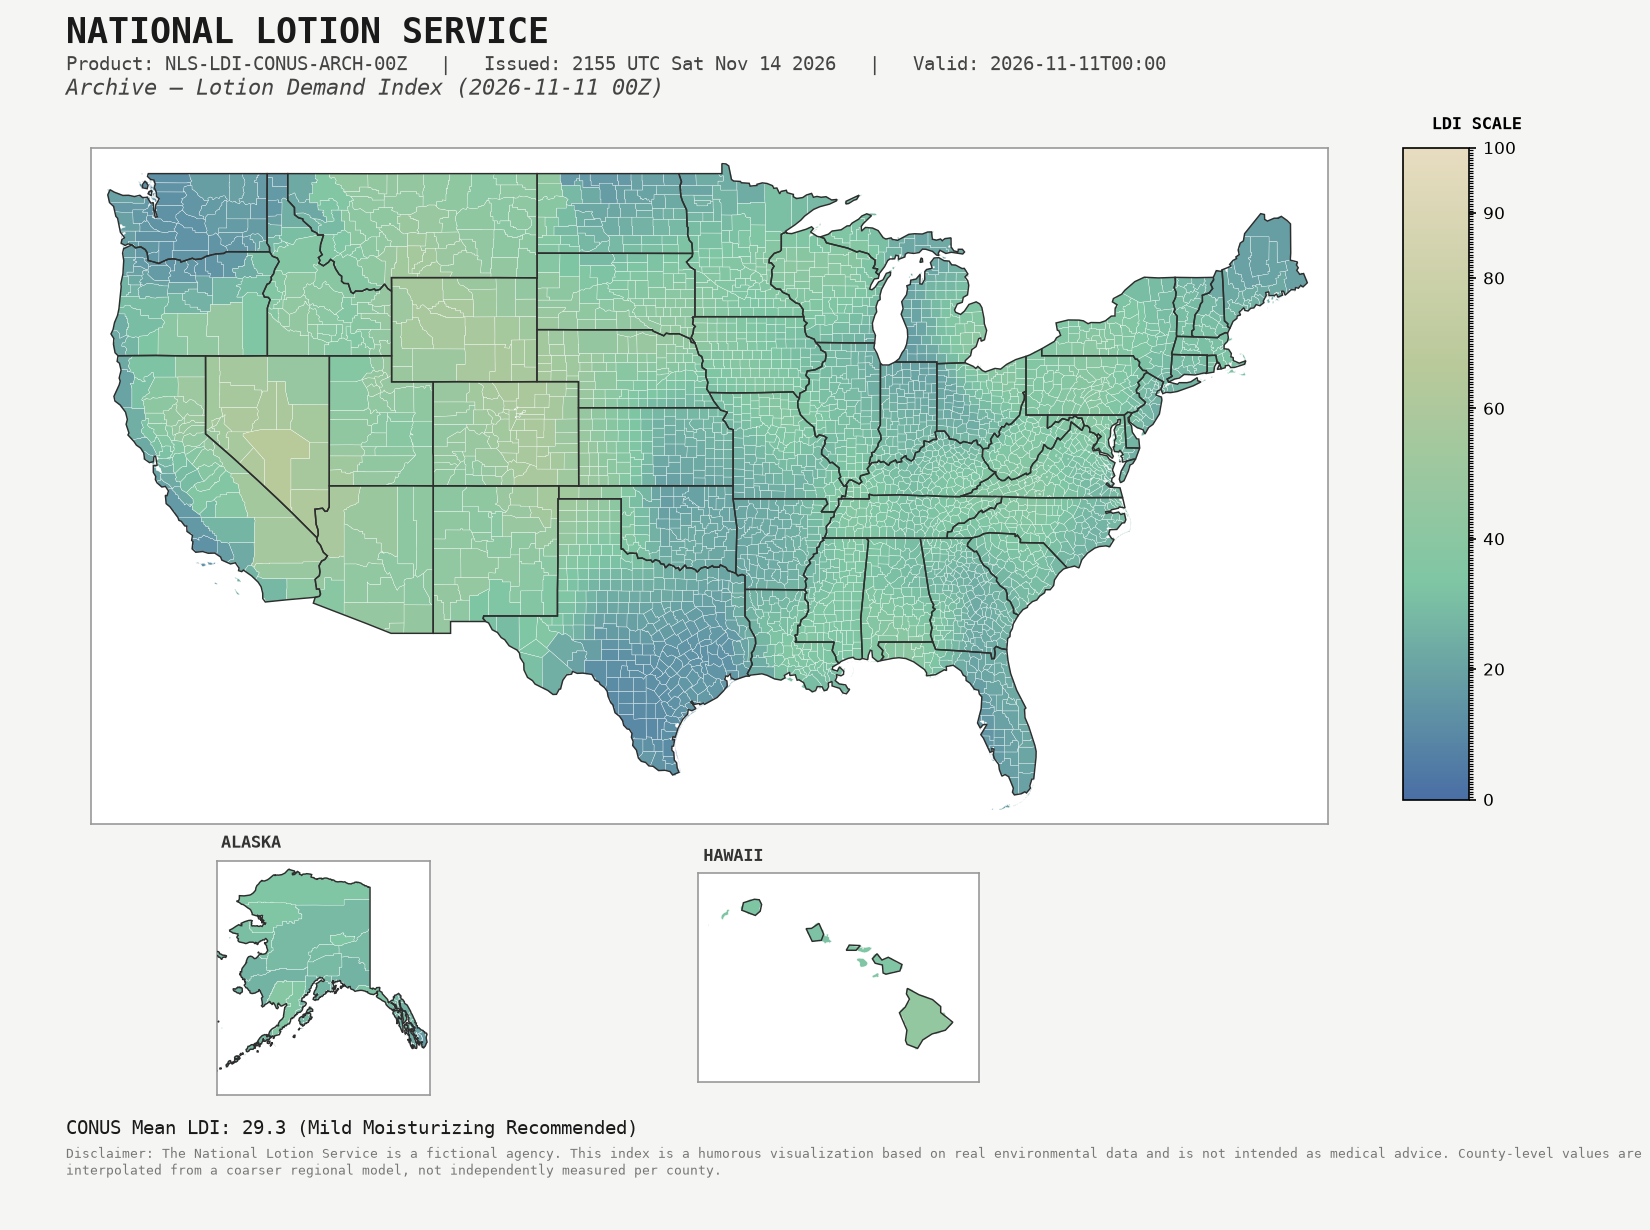 NATIONAL LOTION SERVICE
Product: NLS-LDI-CONUS-ARCH-00Z | Issued: 2155 UTC Sat Nov 14 2026 | Valid: 2026-11-11T00:00
Archive — Lotion Demand Index (2026-11-11 00Z)
LDI SCALE
100
90
80
60
40
20
0
ALASKA
HAWAII
CONUS Mean LDI: 29.3 (Mild Moisturizing Recommended)
Disclaimer: The National Lotion Service is a fictional agency. This index is a humorous visualization based on real environmental data and is not intended as medical advice. County-level values are
interpolated from a coarser regional model, not independently measured per county.